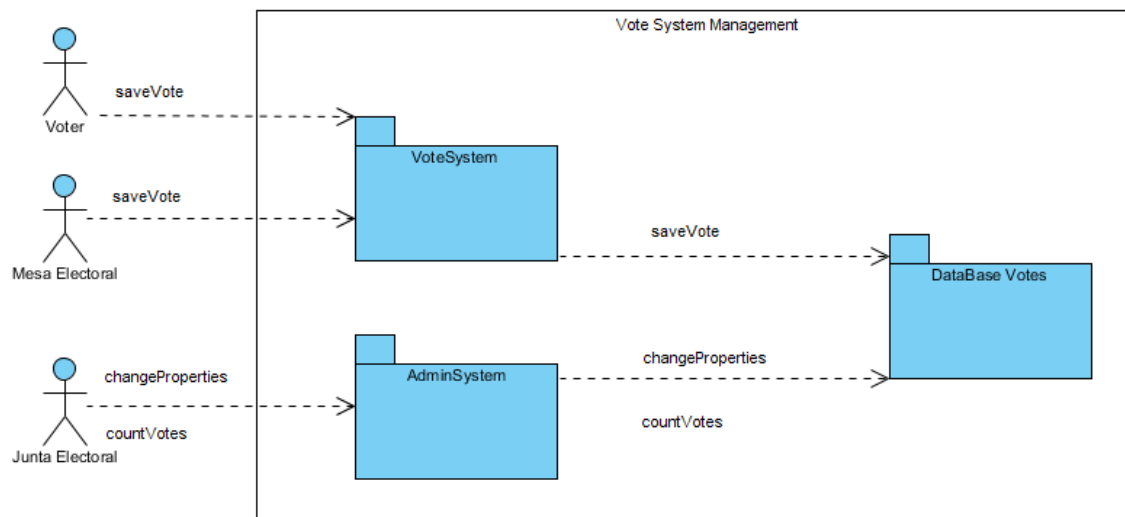 Vote System Management
saveVote
Voter
VoteSystem
saveVote
Mesa Electoral
saveVote
DataBase Votes
changeProperties
AdminSystem
changeProperties
countVotes
countVotes
Junta Electoral